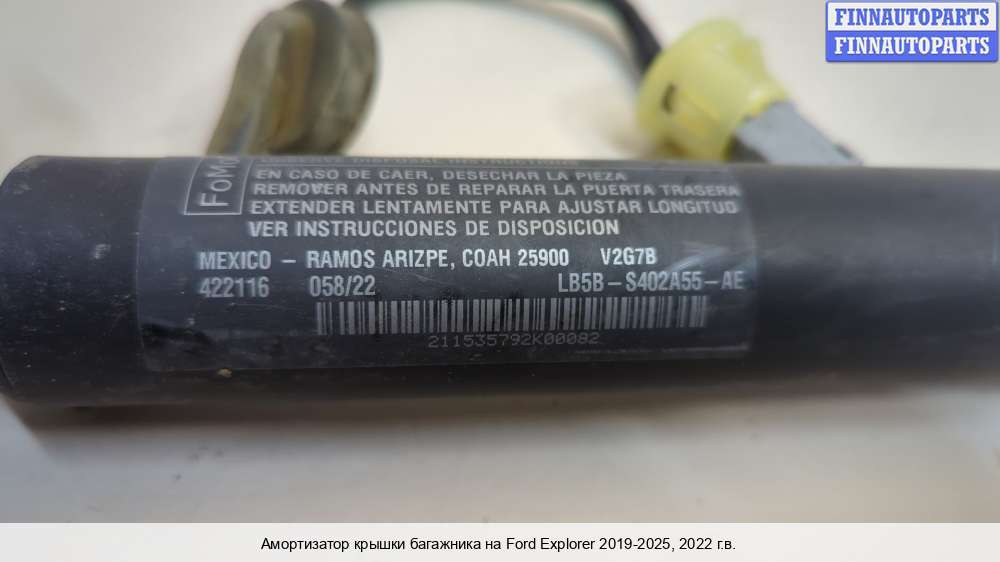 FINNAUTOPARTS
FINNAUTOPARTS
EN CASO DE CAER, DESECHAR LA PIEZA
REMOVER ANTES DE REPARAR LA PUERTA TRASERA
EXTENDER LENTAMENTE PARA AJUSTAR LONGITUD
VER INSTRUCCIONES DE DISPOSICION
MEXICO - RAMOS ARIZPE, COAH 25900 V2G7B
422116 058/22 LB5B-S402A55-AE
211535792K00082
Амортизатор крышки багажника на Ford Explorer 2019-2025, 2022 г.в.